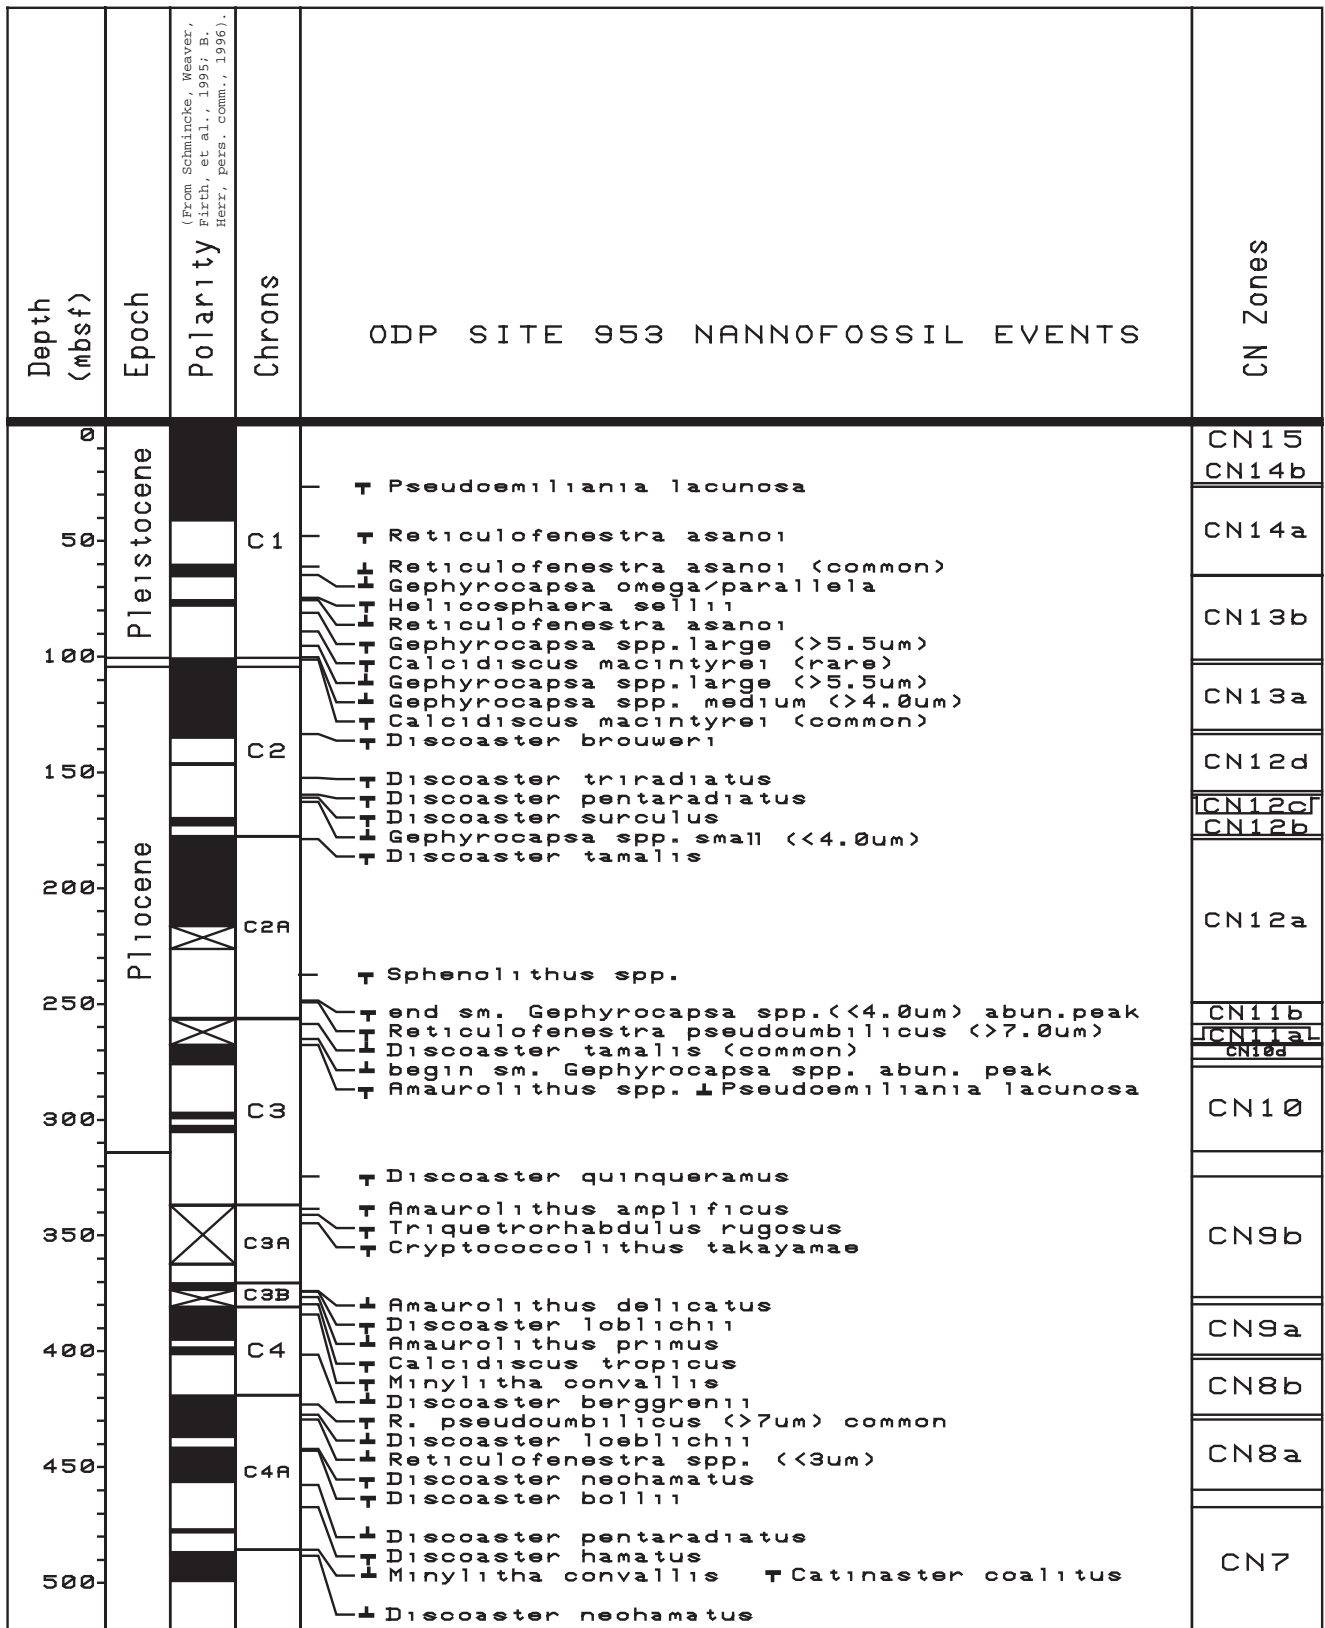 (From Schmincke, Weaver,
Firth, et al., 1995; B.
Herr, pers. comm., 1996).
Depth
(mbsf)
Epoch
Polarity
Chrons
ODP SITE 953 NANNOFOSSIL EVENTS
CN Zones
0
50
100
150
200
250
300
350
400
450
500
Pleistocene
Pliocene
C1
C2
C2A
C3
C3A
C3B
C4
C4A
Pseudoemiliania lacunosa
Reticulofenestra asanoi
Reticulofenestra asanoi (common)
Gephyrocapsa omega/parallela
Helicosphaera sellii
Reticulofenestra asanoi
Gephyrocapsa spp.large (>5.5um)
Calcidiscus macintyrei (rare)
Gephyrocapsa spp.large (>5.5um)
Gephyrocapsa spp. medium (>4.0um)
Calcidiscus macintyrei (common)
Discoaster brouweri
Discoaster triradiatus
Discoaster pentaradiatus
Discoaster surculus
Gephyrocapsa spp. small (<4.0um)
Discoaster tamalis
Sphenolithus spp.
end sm. Gephyrocapsa spp.(<4.0um) abun.peak
Reticulofenestra pseudoumbilicus (>7.0um)
Discoaster tamalis (common)
begin sm. Gephyrocapsa spp. abun. peak
Amaurolithus spp. Pseudoemiliania lacunosa
Discoaster quinqueramus
Amaurolithus amplificus
Triquetrorhabdulus rugosus
Cryptococcolithus takayamae
Amaurolithus delicatus
Discoaster loblichii
Amaurolithus primus
Calcidiscus tropicus
Minylitha convallis
Discoaster berggrenii
R. pseudoumbilicus (>7um) common
Discoaster loeblichii
Reticulofenestra spp. (<3um)
Discoaster neohamatus
Discoaster bollii
Discoaster pentaradiatus
Discoaster hamatus
Minylitha convallis Catinaster coalitus
Discoaster neohamatus
CN15
CN14b
CN14a
CN13b
CN13a
CN12d
CN12c
CN12b
CN12a
CN11b
CN11a
CN10d
CN10
CN9b
CN9a
CN8b
CN8a
CN7